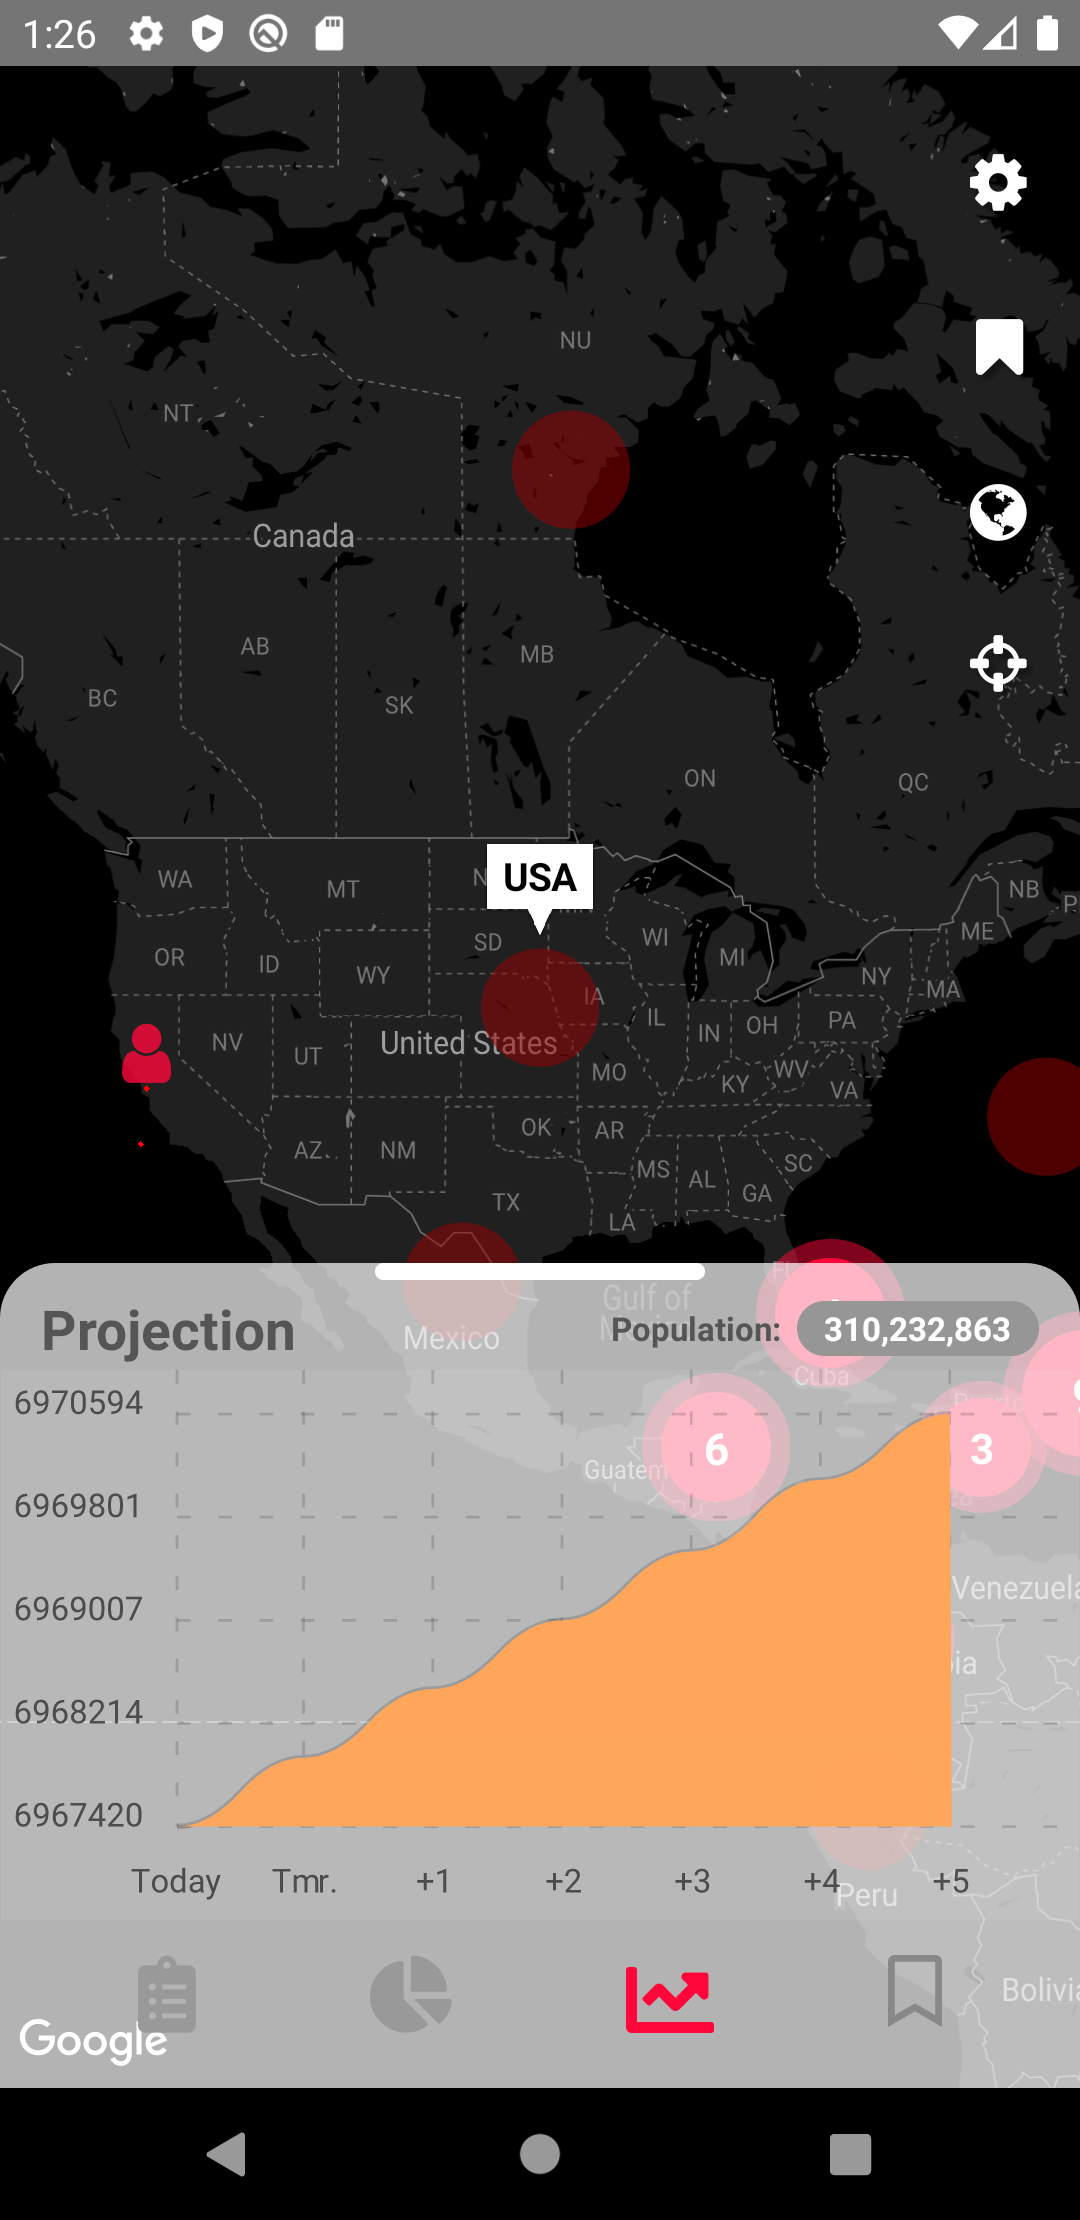 1:26
NU
NT
Canada
AB
MB
BC
SK
ON
QC
USA
WA
MT
NB
ME
OR
ID
SD
WY
WI
MI
NY
MA
IA
IL
IN
OH
PA
NV
UT
United States
MO
KY
WV
VA
AZ
NM
OK
AR
MS
AL
GA
SC
TX
LA
Gulf of
Projection
Population:
310,232,863
Mexico
Cuba
6970594
6
3
Guatem
6969801
Venezuela
6969007
6968214
6967420
Today
Tmr.
+1
+2
+3
+4
+5
Peru
Bolivia
Google